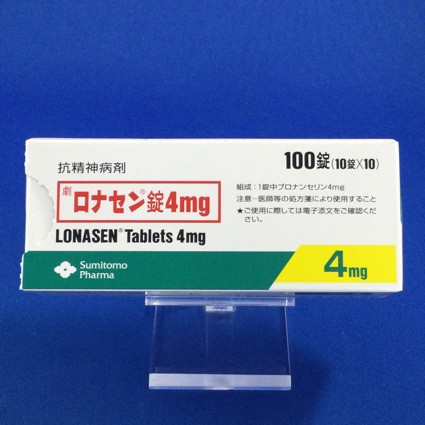 抗精神病剤
100錠(10錠×10)
劇 ロナセン®錠4mg
組成:1錠中ブロナンセリン4mg
注意-医師等の処方箋により使用すること
★ご使用に際しては電子添文をご確認くだ
さい。
LONASEN® Tablets 4mg
Sumitomo
Pharma
4mg